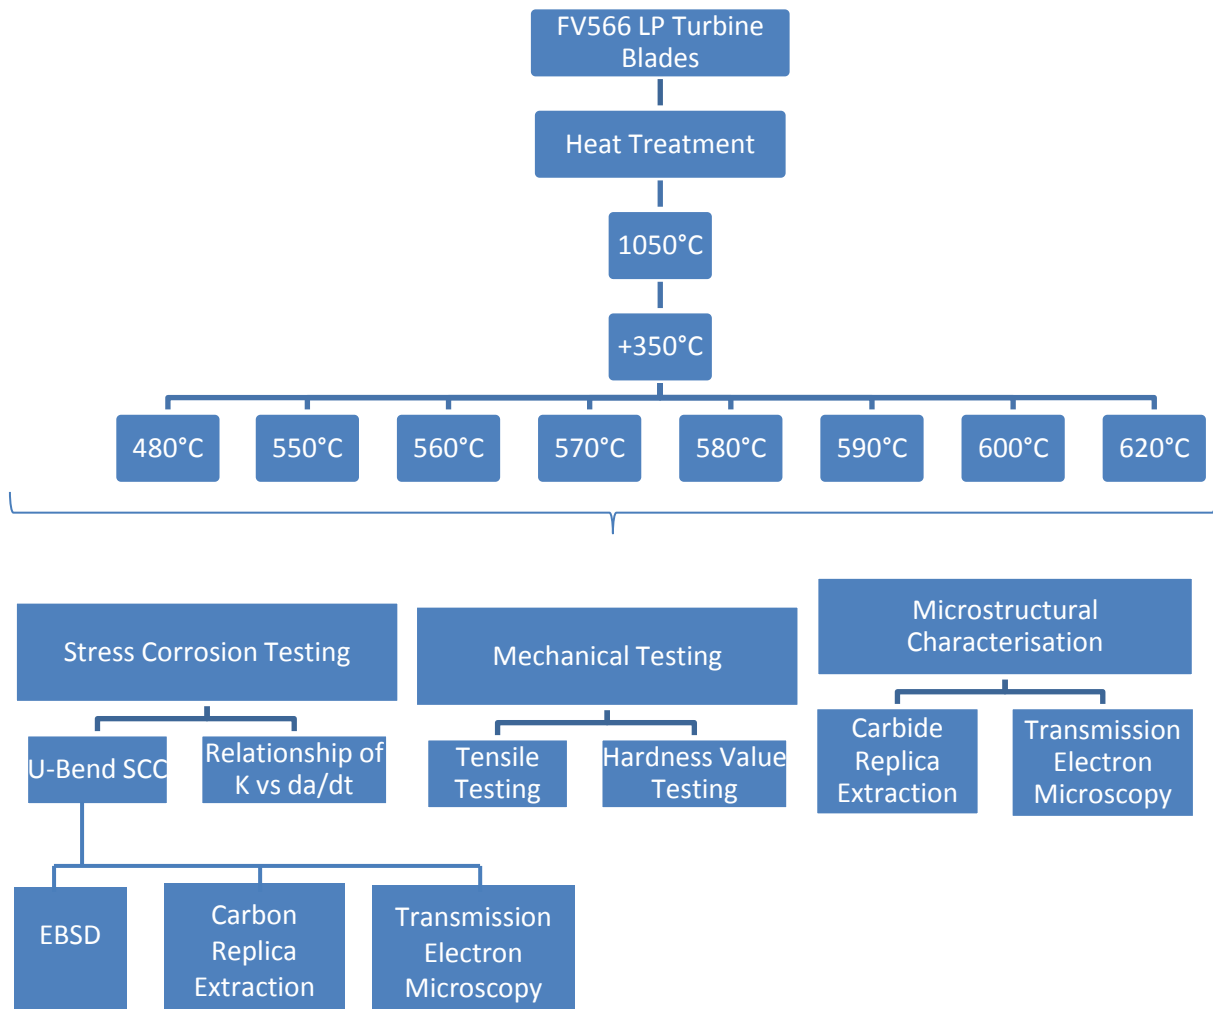 FV566 LP Turbine
Blades
Heat Treatment
1050°C
+350°C
480°C
550°C
560°C
570°C
580°C
590°C
600°C
620°C
Stress Corrosion Testing
Mechanical Testing
Microstructural
Characterisation
U-Bend SCC
Relationship of
K vs da/dt
Tensile
Testing
Hardness Value
Testing
Carbide
Replica
Extraction
Transmission
Electron
Microscopy
EBSD
Carbon
Replica
Extraction
Transmission
Electron
Microscopy